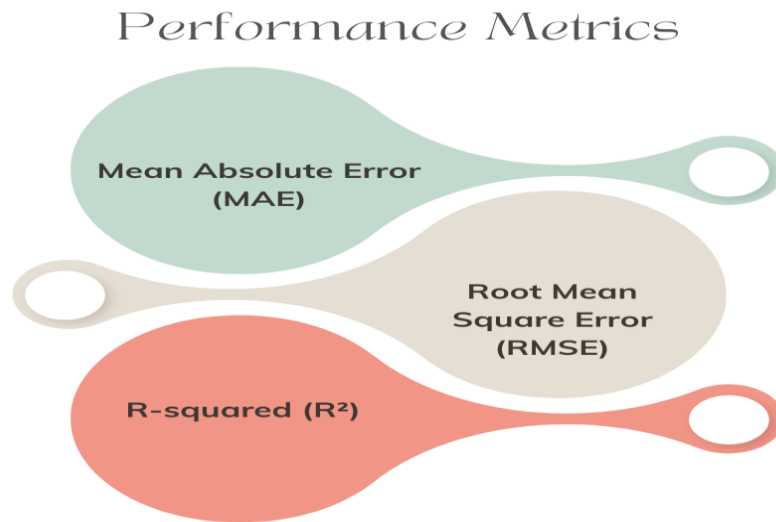 Performance Metrics
Mean Absolute Error
(MAE)
Root Mean
Square Error
(RMSE)
R-squared (R²)